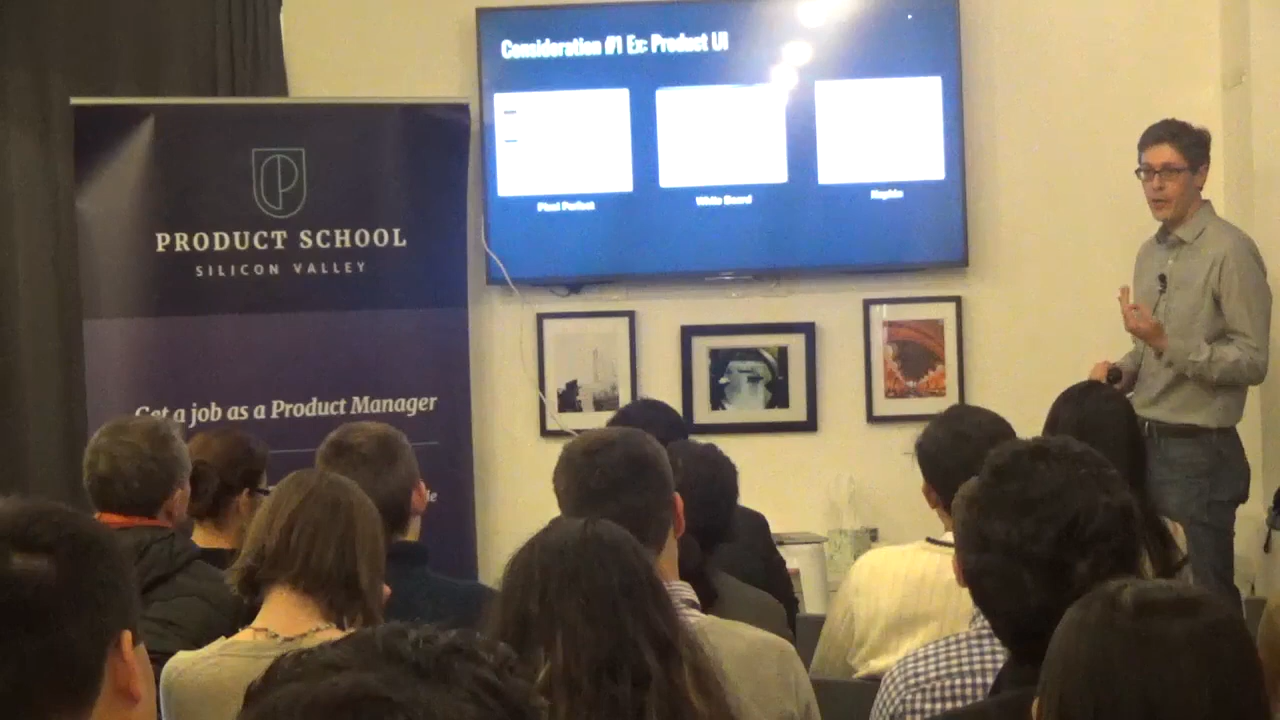 Consideration #1 Ex: Product UI
Pixel Perfect
White Board
Napkin
PRODUCT SCHOOL
SILICON VALLEY
Get a job as a Product Manager